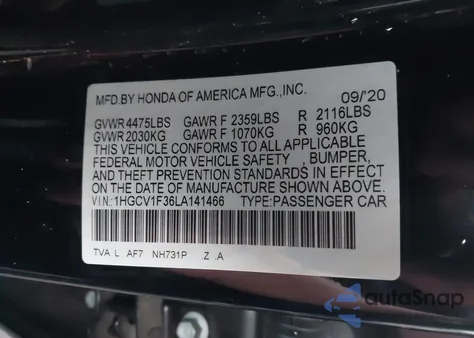 MFD.BY HONDA OF AMERICA MFG.,INC.
09/'20
GVWR 4475LBS GAWR F 2359LBS R 2116LBS
GVWR 2030KG GAWR F 1070KG R 960KG
THIS VEHICLE CONFORMS TO ALL APPLICABLE
FEDERAL MOTOR VEHICLE SAFETY , BUMPER,
AND THEFT PREVENTION STANDARDS IN EFFECT
ON THE DATE OF MANUFACTURE SHOWN ABOVE.
VIN:1HGCV1F36LA141466 TYPE:PASSENGER CAR
TVA L AF7 NH731P .Z .A
autoSnap